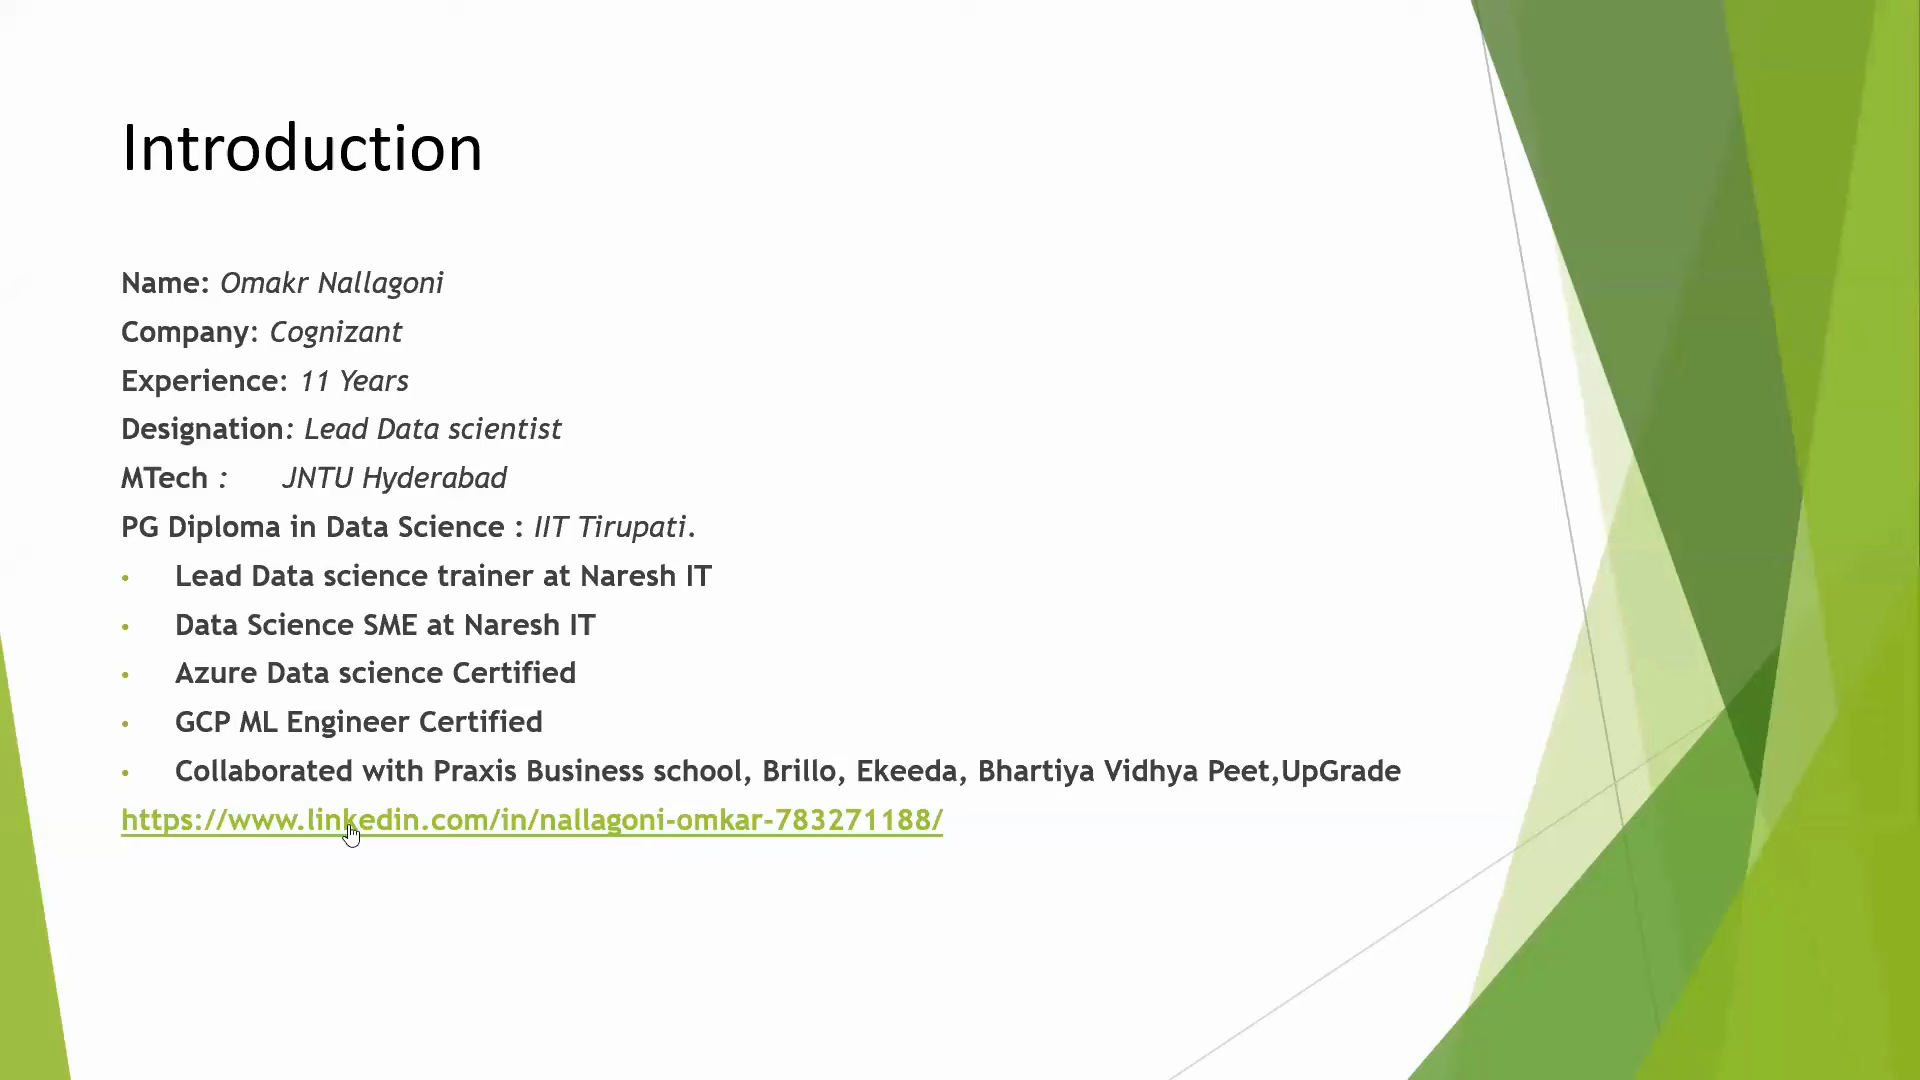 Introduction
Name: Omakr Nallagoni
Company: Cognizant
Experience: 11 Years
Designation: Lead Data scientist
MTech : JNTU Hyderabad
PG Diploma in Data Science : IIT Tirupati.
• Lead Data science trainer at Naresh IT
• Data Science SME at Naresh IT
• Azure Data science Certified
• GCP ML Engineer Certified
• Collaborated with Praxis Business school, Brillo, Ekeeda, Bhartiya Vidhya Peet,UpGrade
https://www.linkedin.com/in/nallagoni-omkar-783271188/